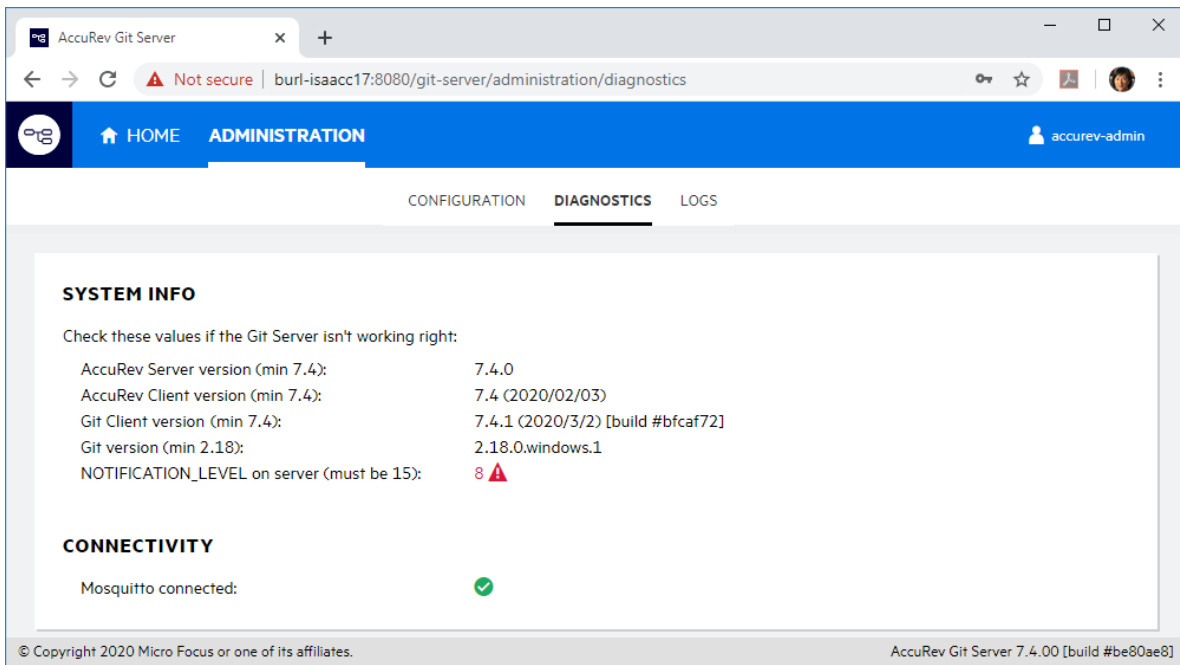 AccuRev Git Server
Not secure | burl-isaacc17:8080/git-server/administration/diagnostics
HOME ADMINISTRATION accurev-admin
CONFIGURATION DIAGNOSTICS LOGS
SYSTEM INFO
Check these values if the Git Server isn't working right:
AccuRev Server version (min 7.4): 7.4.0
AccuRev Client version (min 7.4): 7.4 (2020/02/03)
Git Client version (min 7.4): 7.4.1 (2020/3/2) [build #bfcaf72]
Git version (min 2.18): 2.18.0.windows.1
NOTIFICATION_LEVEL on server (must be 15): 8
CONNECTIVITY
Mosquitto connected:
© Copyright 2020 Micro Focus or one of its affiliates. AccuRev Git Server 7.4.00 [build #be80ae8]